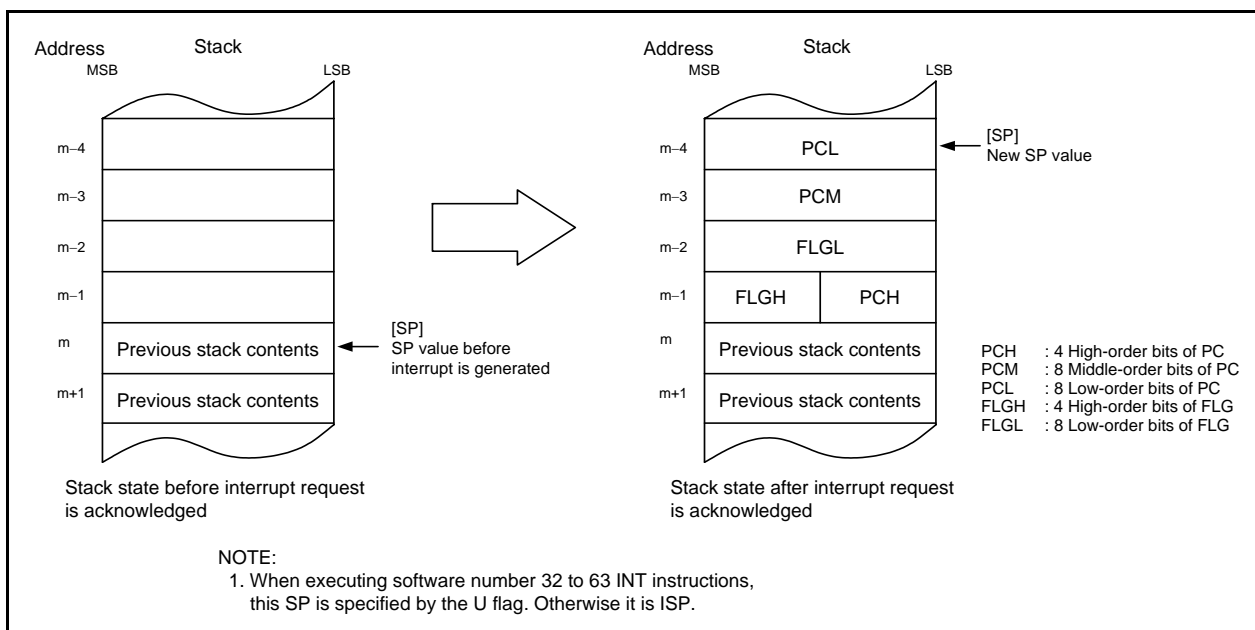 Address Stack
MSB LSB
m−4
m−3
m−2
m−1
m Previous stack contents
m+1 Previous stack contents
[SP]
SP value before
interrupt is generated
Stack state before interrupt request
is acknowledged
Address Stack
MSB LSB
m−4 PCL
m−3 PCM
m−2 FLGL
m−1 FLGH PCH
m Previous stack contents
m+1 Previous stack contents
[SP]
New SP value
Stack state after interrupt request
is acknowledged
PCH : 4 High-order bits of PC
PCM : 8 Middle-order bits of PC
PCL : 8 Low-order bits of PC
FLGH : 4 High-order bits of FLG
FLGL : 8 Low-order bits of FLG
NOTE:
1. When executing software number 32 to 63 INT instructions,
this SP is specified by the U flag. Otherwise it is ISP.